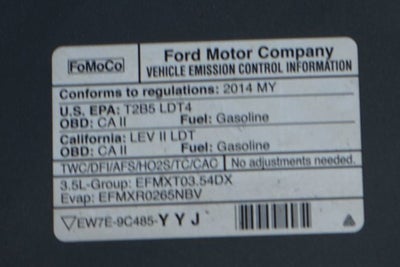 FoMoCo
Ford Motor Company
VEHICLE EMISSION CONTROL INFORMATION
Conforms to regulations: 2014 MY
U.S. EPA: T2B5 LDT4
OBD: CA II Fuel: Gasoline
California: LEV II LDT
OBD: CA II Fuel: Gasoline
TWC/DFI/AFS/HO2S/TC/CAC No adjustments needed.
3.5L-Group: EFMXT03.54DX
Evap: EFMXR0265NBV
EW7E-9C485-YYJ